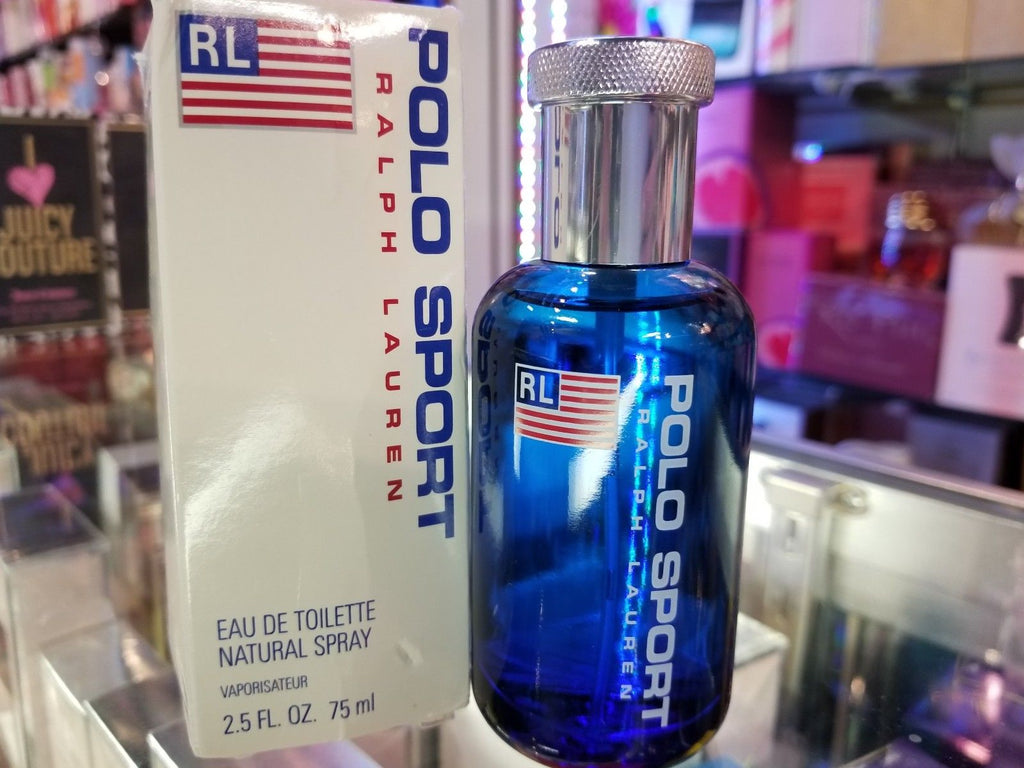 RL
POLO SPORT
RALPH LAUREN
EAU DE TOILETTE
NATURAL SPRAY
VAPORISATEUR
2.5 FL. OZ. 75 ml
RL
POLO SPORT
RALPH LAUREN
I
JUICY
COUTURE